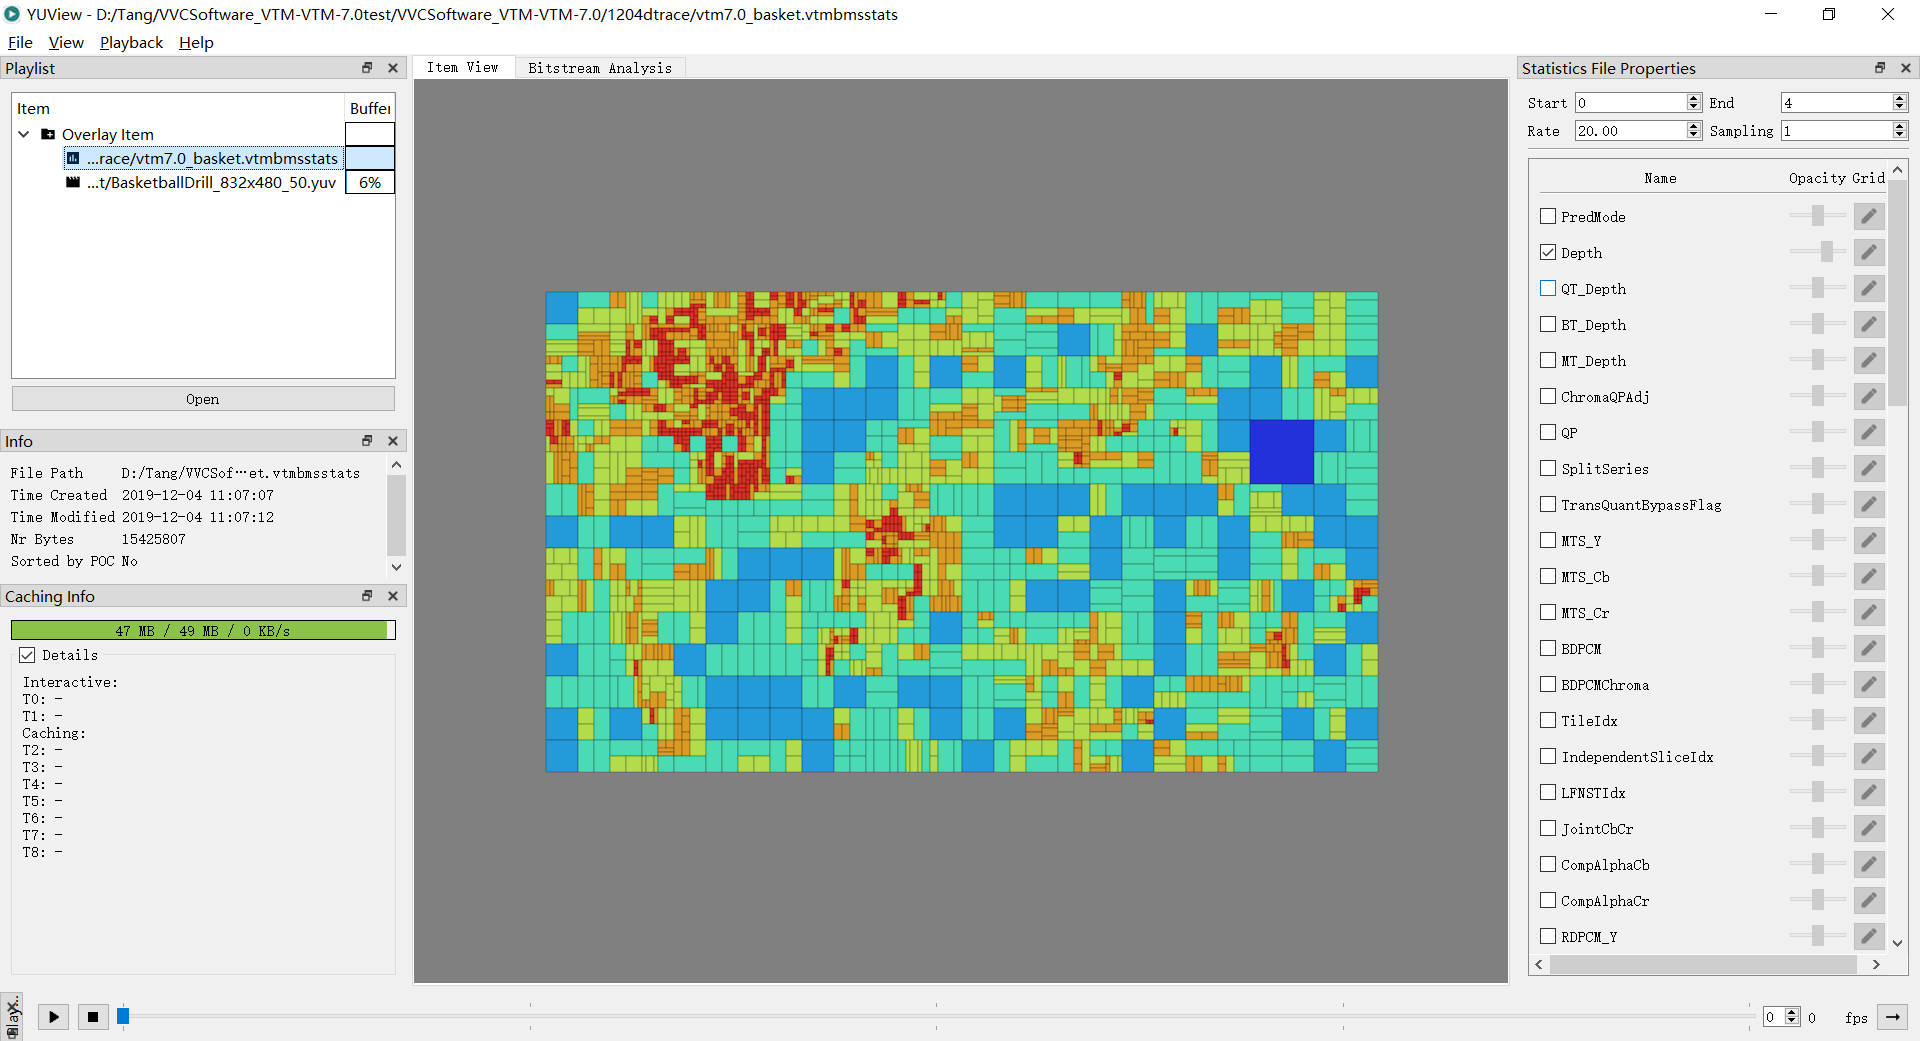 YUView - D:/Tang/VVCSoftware_VTM-VTM-7.0test/VVCSoftware_VTM-VTM-7.0/1204dtrace/vtm7.0_basket.vtmbmsstats
File View Playback Help
Playlist
Item Buffer
Overlay Item
...race/vtm7.0_basket.vtmbmsstats
...t/BasketballDrill_832x480_50.yuv 6%
Open
Info
File Path D:/Tang/VVCSof···et.vtmbmsstats
Time Created 2019-12-04 11:07:07
Time Modified 2019-12-04 11:07:12
Nr Bytes 15425807
Sorted by POC No
Caching Info
47 MB / 49 MB / 0 KB/s
Details
Interactive:
T0: -
T1: -
Caching:
T2: -
T3: -
T4: -
T5: -
T6: -
T7: -
T8: -
Item View Bitstream Analysis
Statistics File Properties
Start 0 End 4
Rate 20.00 Sampling 1
Name Opacity Grid
PredMode
Depth
QT_Depth
BT_Depth
MT_Depth
ChromaQPAdj
QP
SplitSeries
TransQuantBypassFlag
MTS_Y
MTS_Cb
MTS_Cr
BDPCM
BDPCMChroma
TileIdx
IndependentSliceIdx
LFNSTIdx
JointCbCr
CompAlphaCb
CompAlphaCr
RDPCM_Y
Play...
0 0 fps